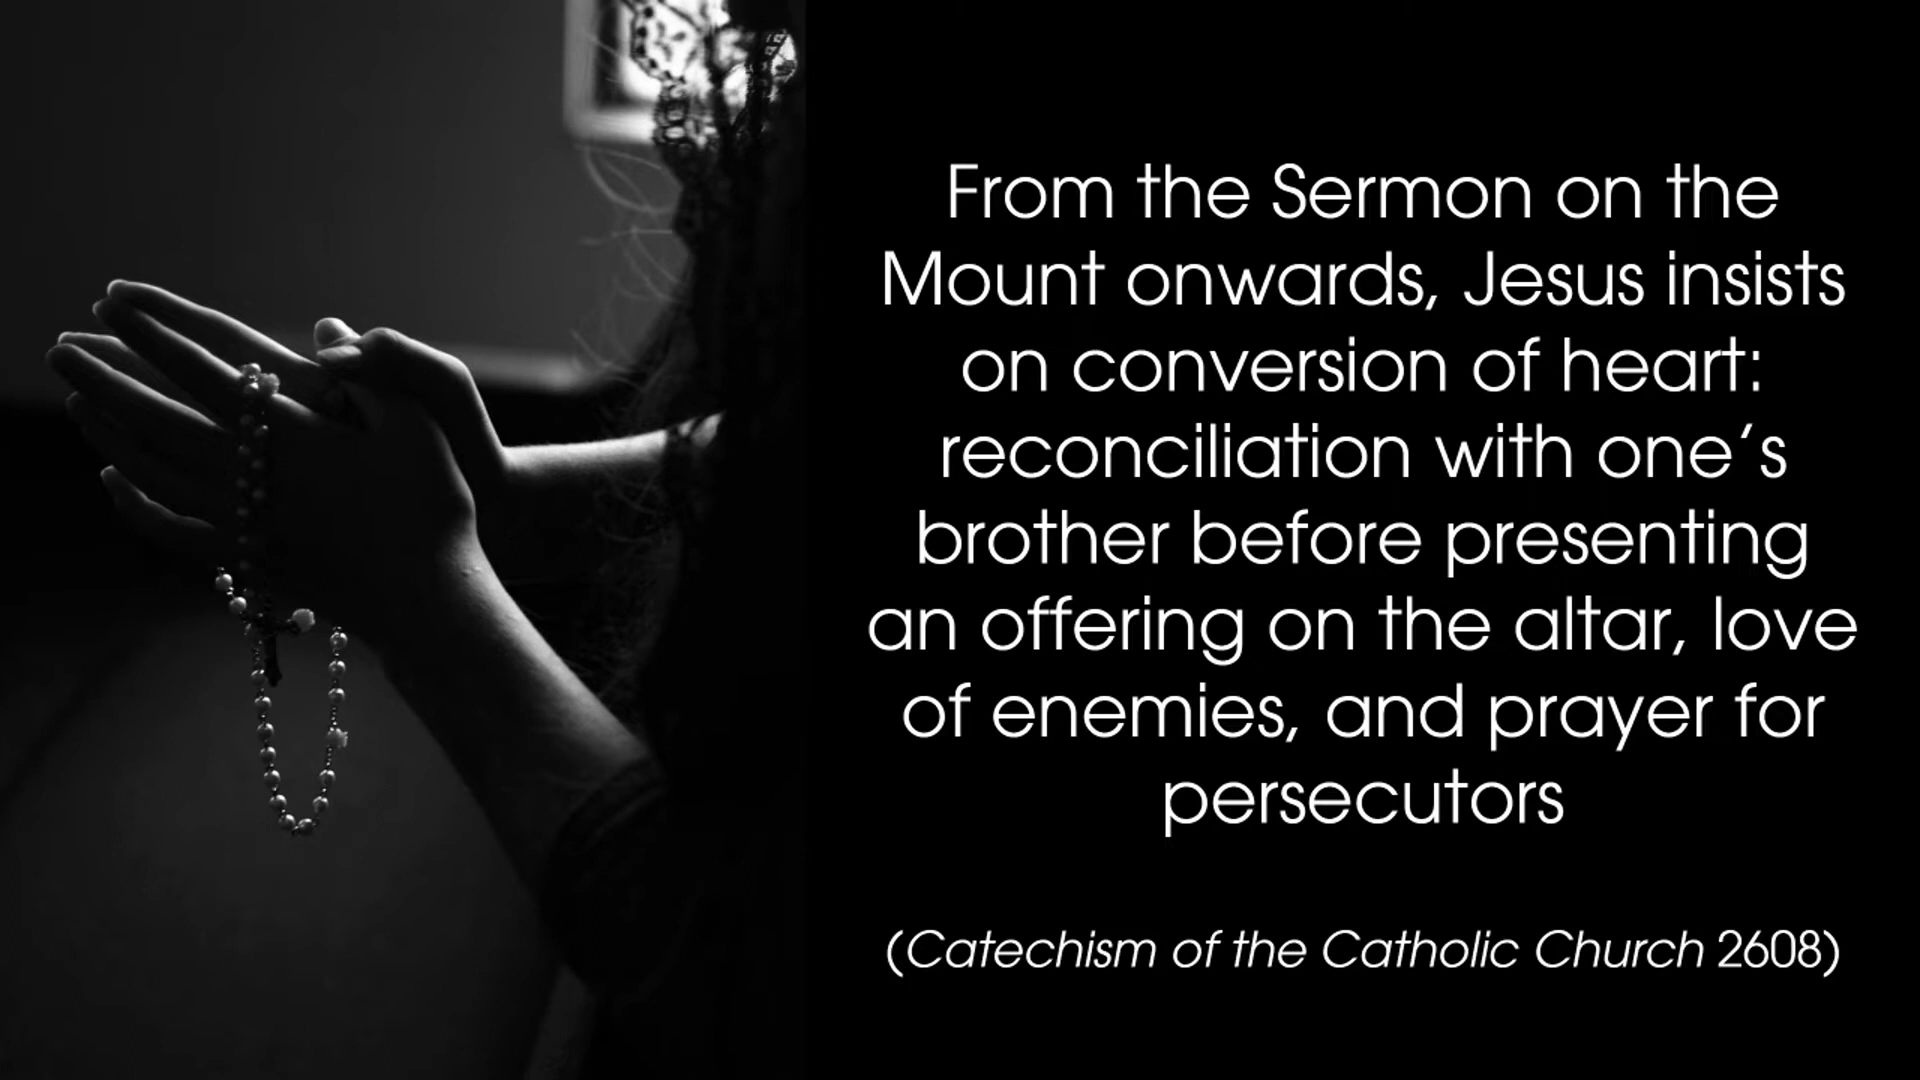 From the Sermon on the
Mount onwards, Jesus insists
on conversion of heart:
reconciliation with one’s
brother before presenting
an offering on the altar, love
of enemies, and prayer for
persecutors
(Catechism of the Catholic Church 2608)